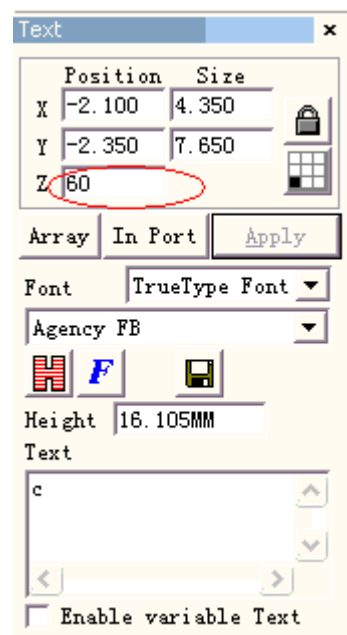 Text
Position Size
X -2.100 4.350
Y -2.350 7.650
Z 60
Array In Port Apply
Font TrueType Font
Agency FB
F
Height 16.105MM
Text
c
Enable variable Text